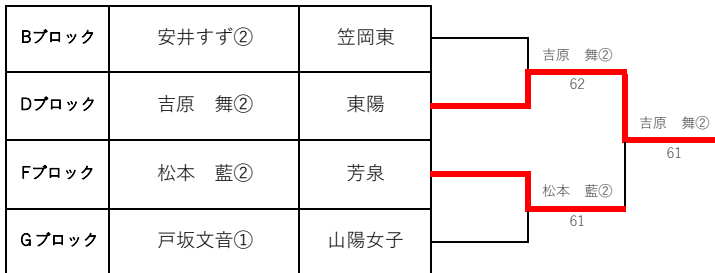 Bブロック 安井すず② 笠岡東
吉原　舞②
62
Dブロック 吉原　舞② 東陽
吉原　舞②
61
Fブロック 松本　藍② 芳泉
松本　藍②
61
Gブロック 戸坂文音① 山陽女子